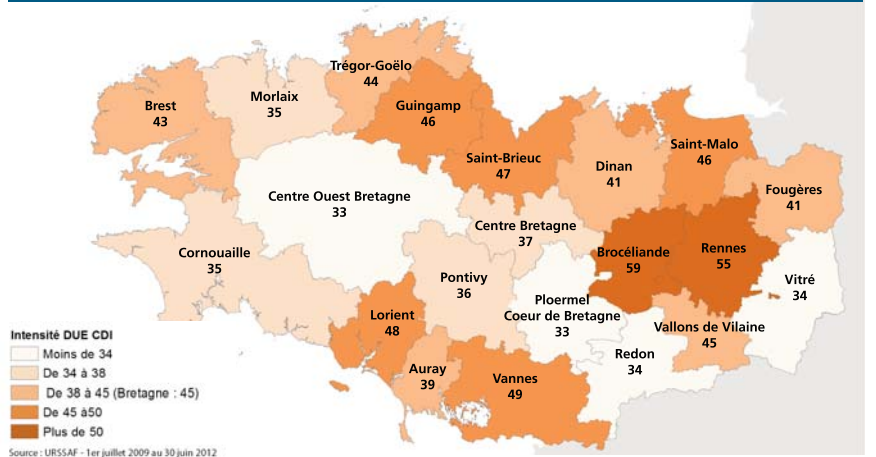 Trégor-Goëlo
44
Morlaix
35
Brest
43
Guingamp
46
Saint-Brieuc
47
Dinan
41
Saint-Malo
46
Fougères
41
Centre Ouest Bretagne
33
Centre Bretagne
37
Brocéliande
59
Rennes
55
Cornouaille
35
Pontivy
36
Vitré
34
Ploermel
Coeur de Bretagne
33
Lorient
48
Vallons de Vilaine
45
Redon
34
Auray
39
Vannes
49
Intensité DUE CDI
Moins de 34
De 34 à 38
De 38 à 45 (Bretagne : 45)
De 45 à50
Plus de 50
Source : URSSAF - 1er juillet 2009 au 30 juin 2012